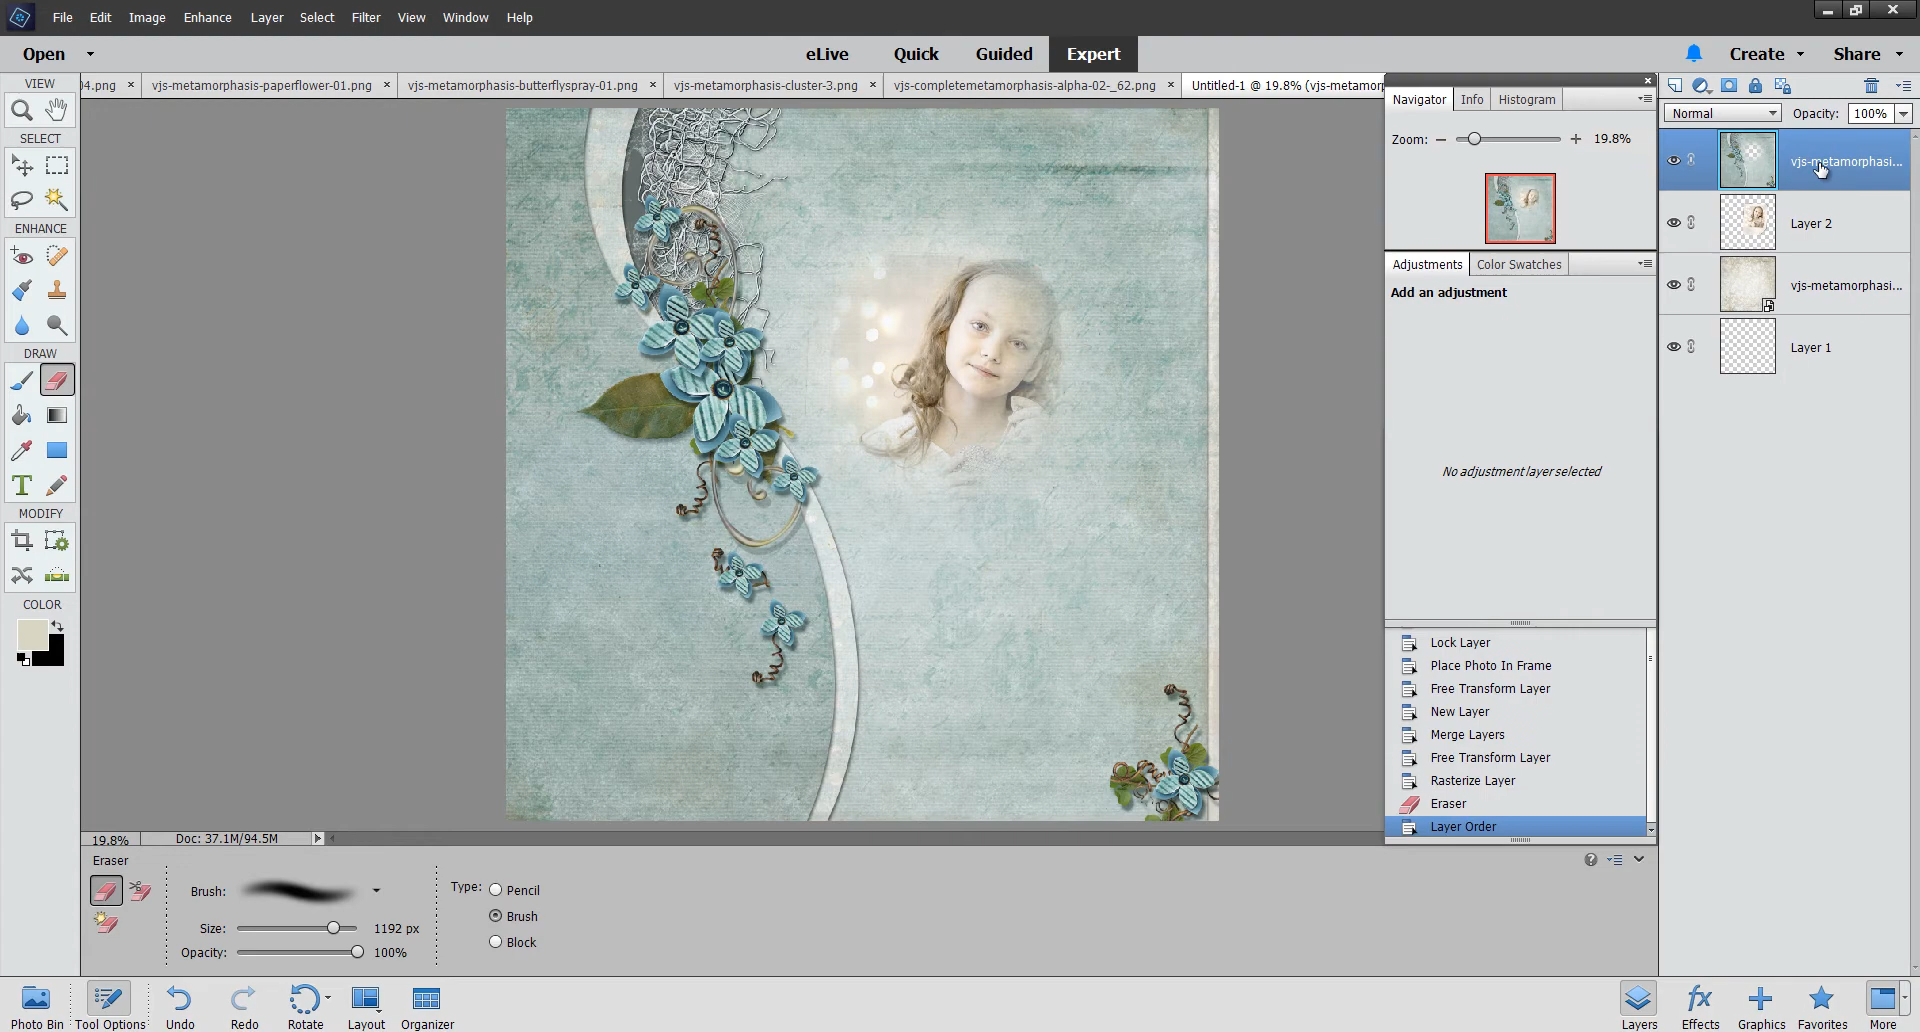 File Edit Image Enhance Layer Select Filter View Window Help
Open eLive Quick Guided Expert Create Share
VIEW
04.png × vjs-metamorphasis-paperflower-01.png × vjs-metamorphasis-butterflyspray-01.png × vjs-metamorphasis-cluster-3.png × vjs-completemetamorphasis-alpha-02-_62.png × Untitled-1 @ 19.8% (vjs-metamorp
Navigator Info Histogram
Normal Opacity: 100%
Zoom: 19.8%
SELECT
vjs-metamorphasi...
Layer 2
ENHANCE
Adjustments Color Swatches
Add an adjustment
vjs-metamorphasi...
Layer 1
DRAW
No adjustment layer selected
T
MODIFY
COLOR
Lock Layer
Place Photo In Frame
Free Transform Layer
New Layer
Merge Layers
Free Transform Layer
Rasterize Layer
Eraser
Layer Order
19.8% Doc: 37.1M/94.5M
Eraser
Brush:
Size: 1192 px
Opacity: 100%
Type: Pencil
Brush
Block
Photo Bin Tool Options Undo Redo Rotate Layout Organizer
fx
Layers Effects Graphics Favorites More